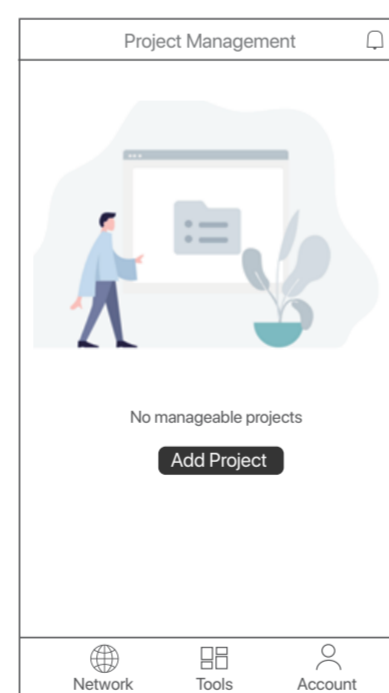 Project Management
No manageable projects
Add Project
Network Tools Account